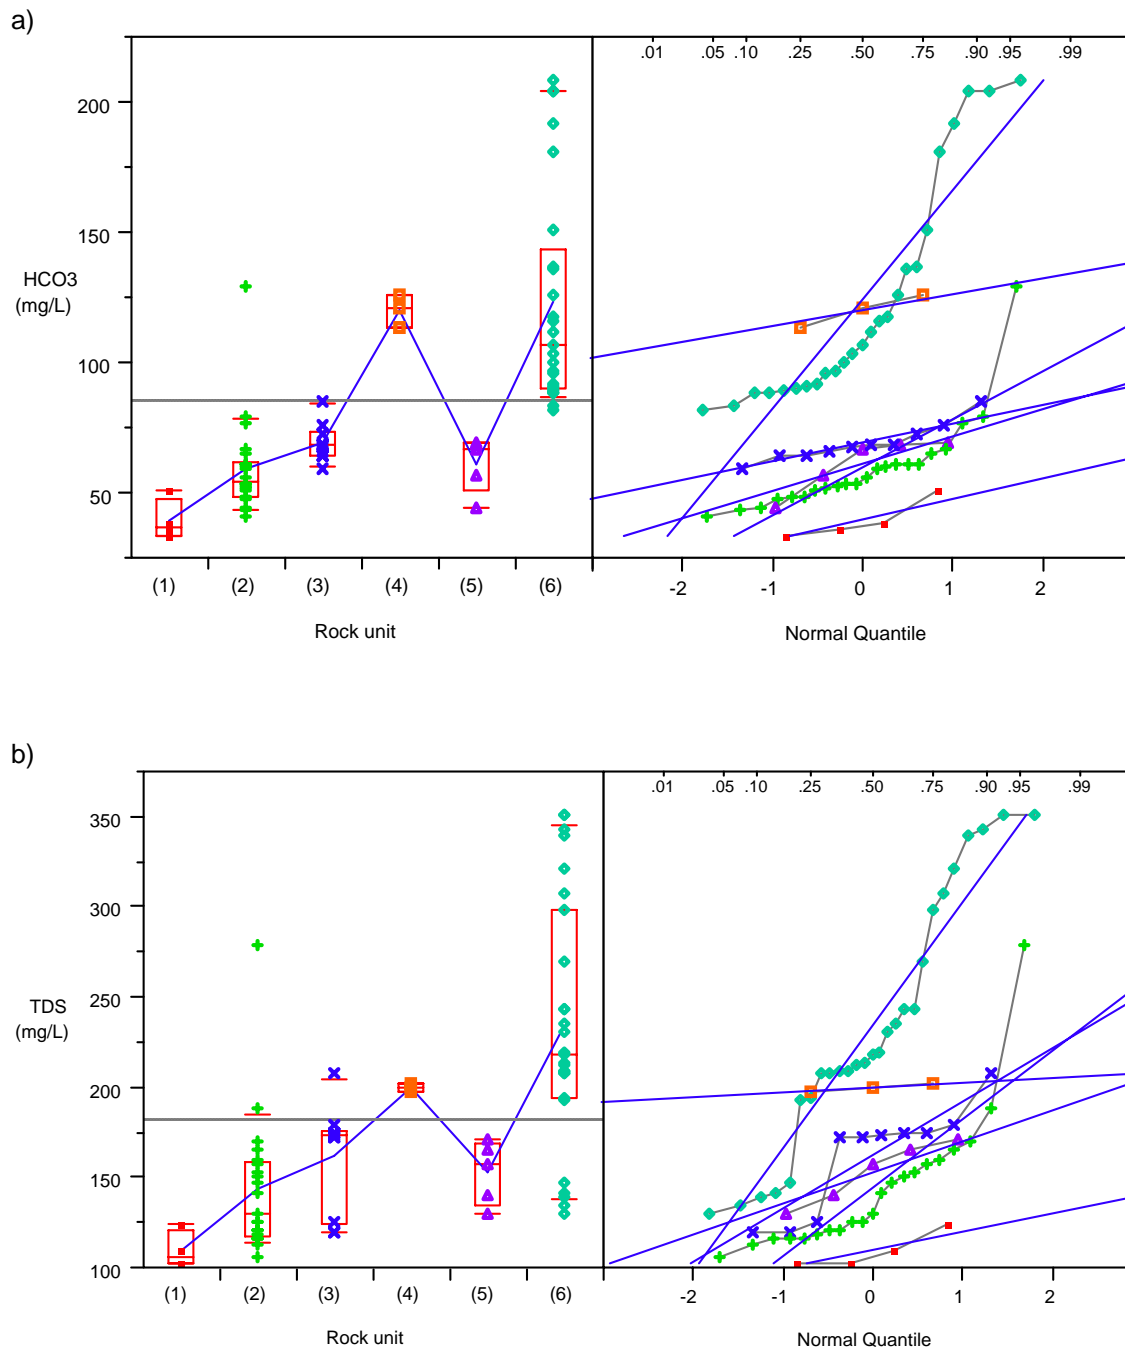 a)
.01 .05 .10 .25 .50 .75 .90 .95 .99
200
150
HCO3
(mg/L)
100
50
(1) (2) (3) (4) (5) (6)
-2 -1 0 1 2
Rock unit
Normal Quantile
b)
.01 .05 .10 .25 .50 .75 .90 .95 .99
350
300
250
TDS
(mg/L)
200
150
100
(1) (2) (3) (4) (5) (6)
-2 -1 0 1 2
Rock unit
Normal Quantile